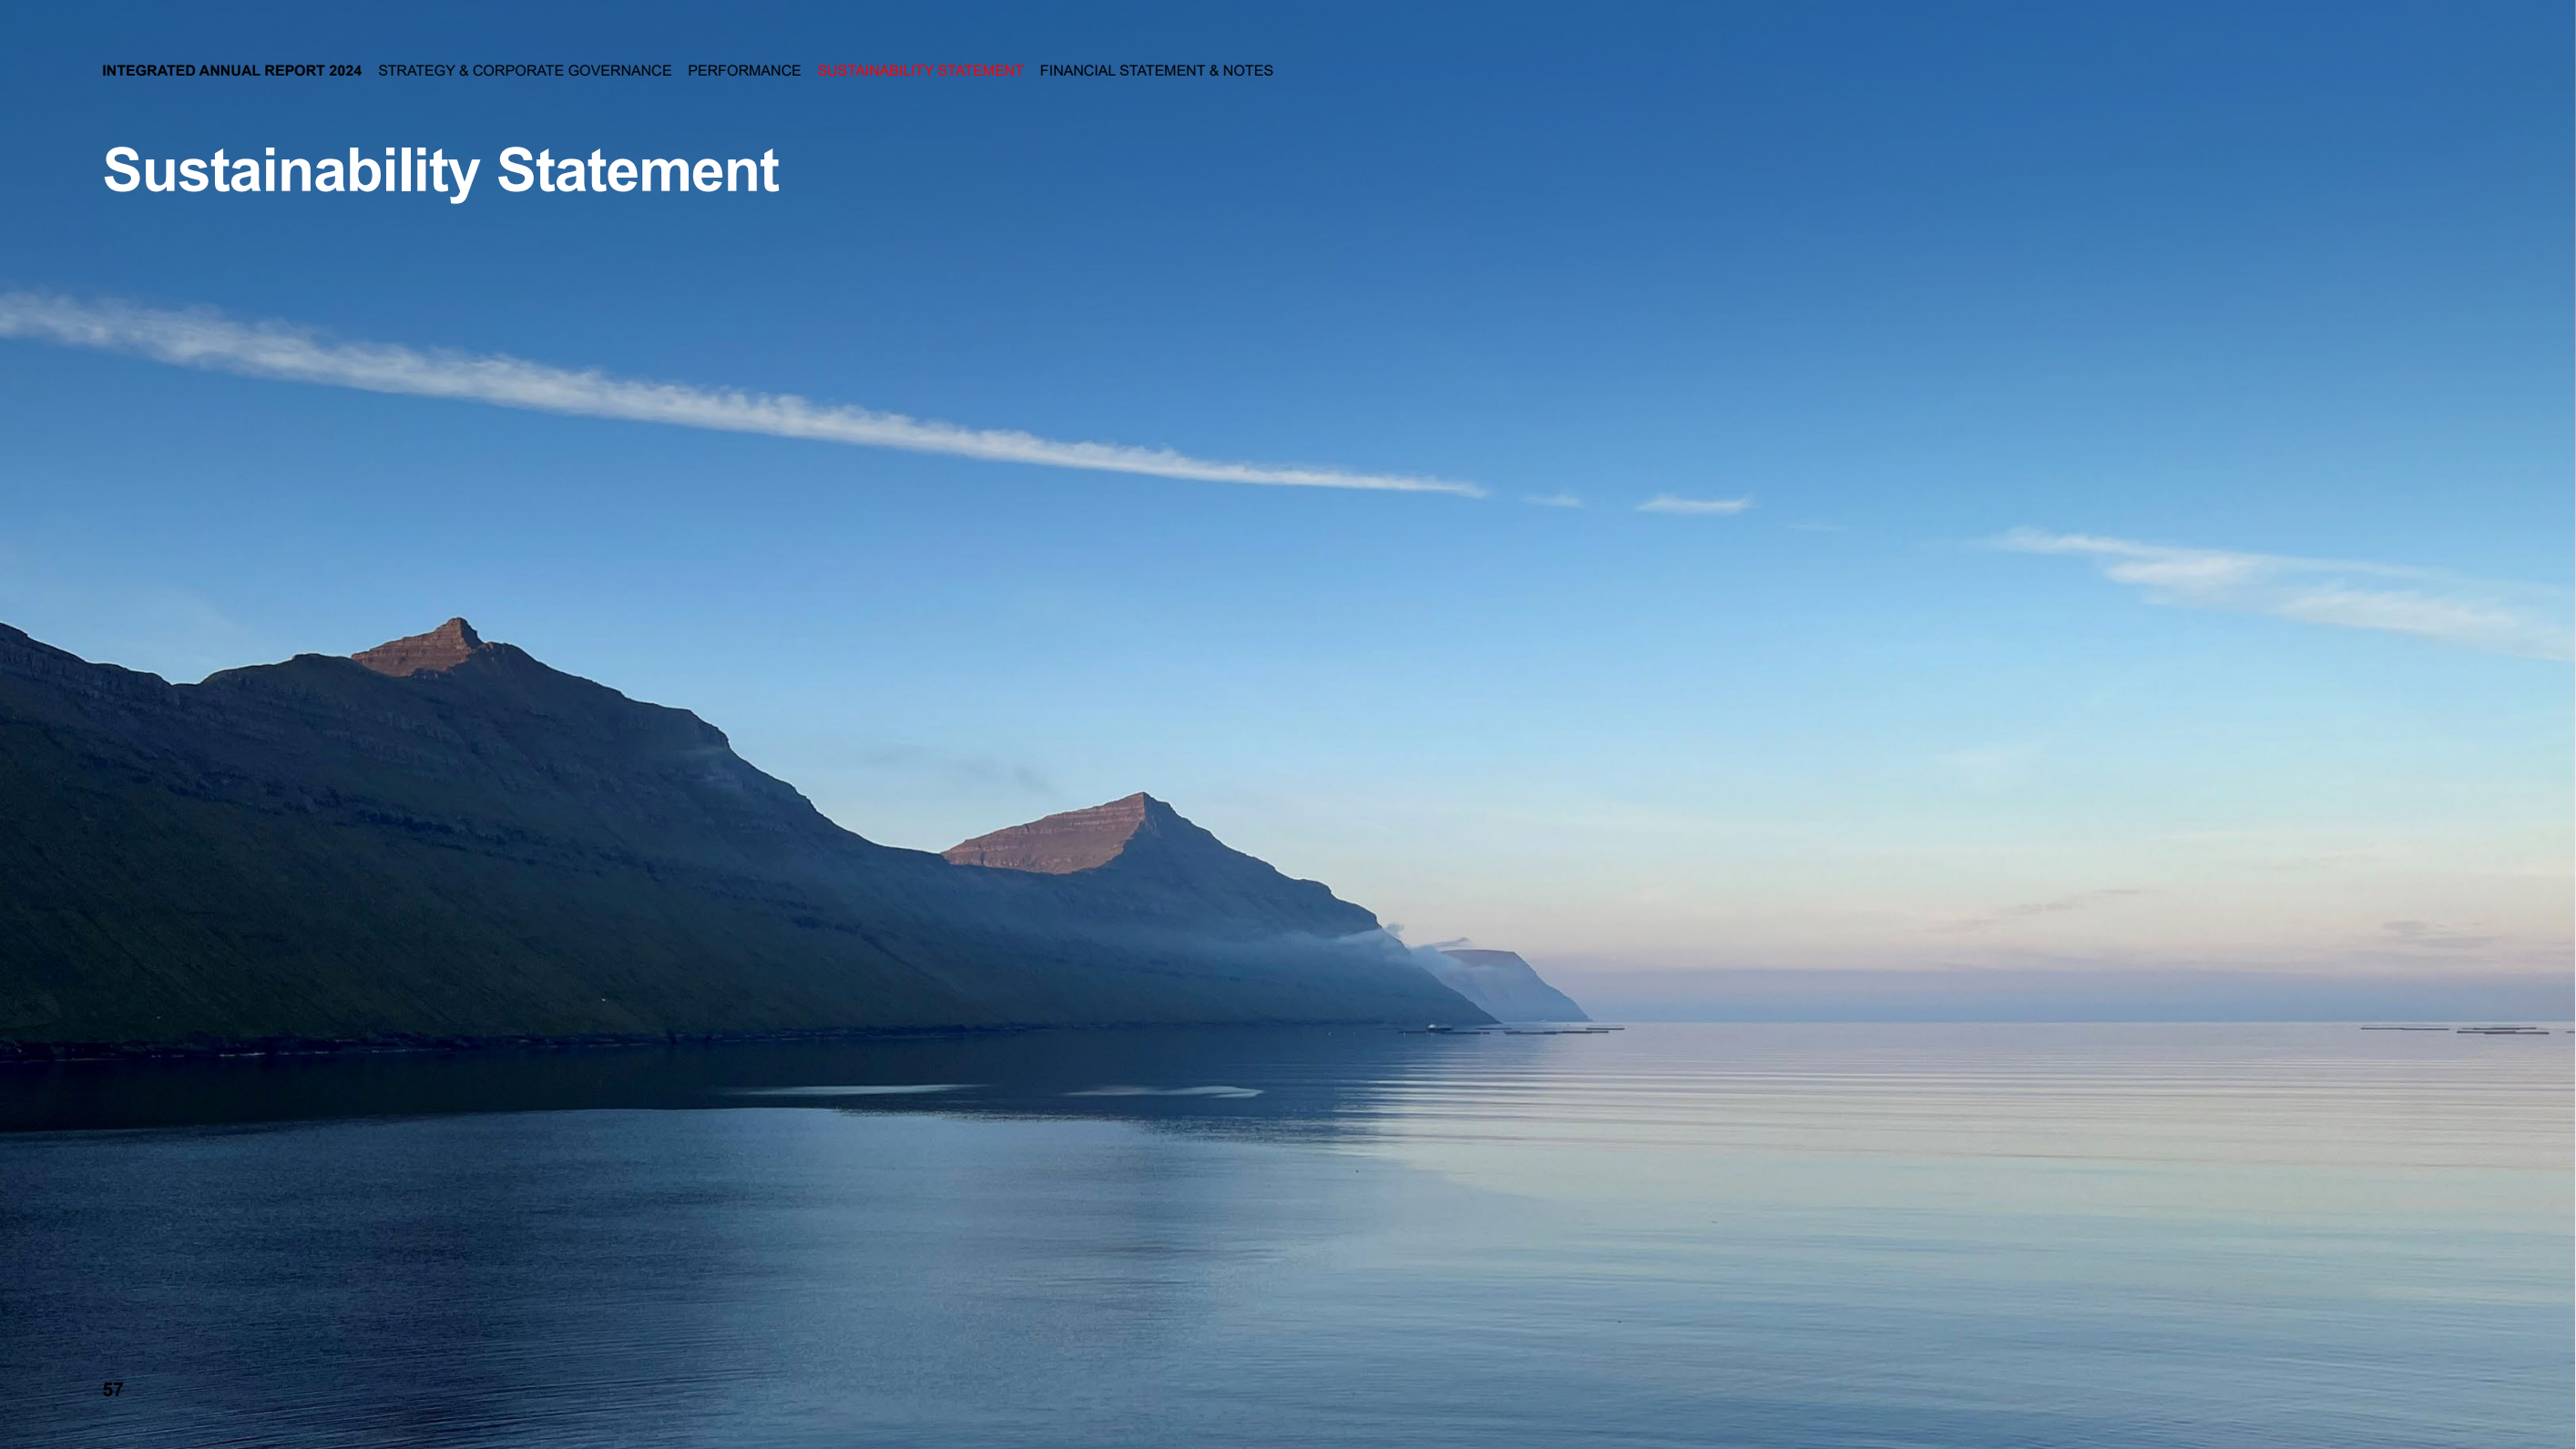 INTEGRATED ANNUAL REPORT 2024 STRATEGY & CORPORATE GOVERNANCE PERFORMANCE SUSTAINABILITY STATEMENT FINANCIAL STATEMENT & NOTES
Sustainability Statement
57